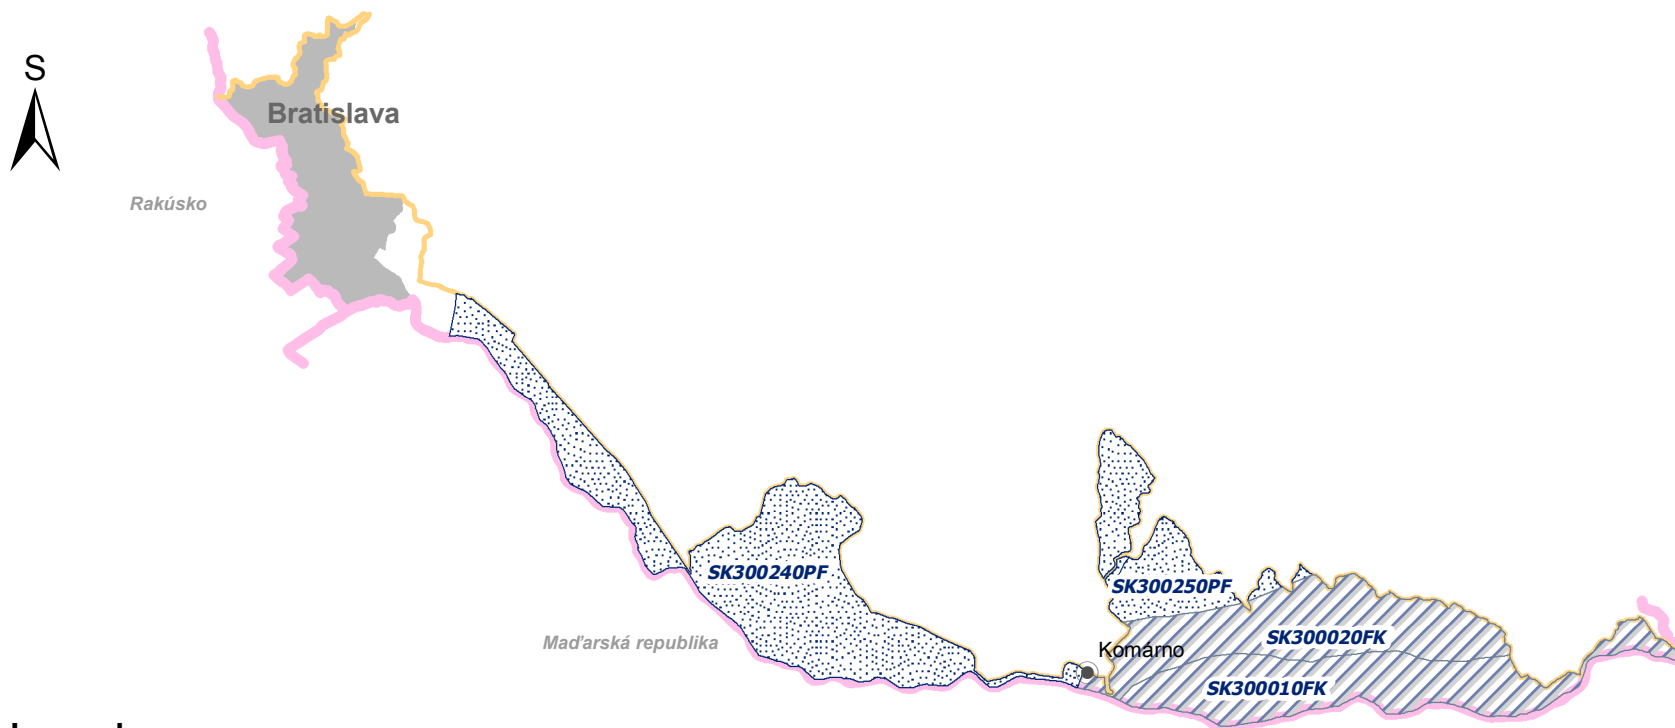 S
Bratislava
Rakúsko
SK300240PF
SK300250PF
Maďarská republika
Komárno
SK300020FK
SK300010FK